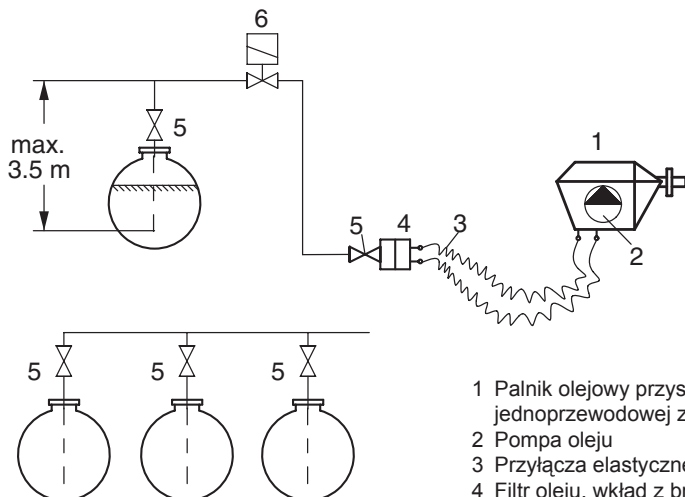 6
5
max.
3.5 m
1
5
4
3
2
5
5
5
1 Palnik olejowy
jednoprzewodowej
2 Pompa oleju
3 Przyłącza elastyczne
4 Filtr oleju, wkład z